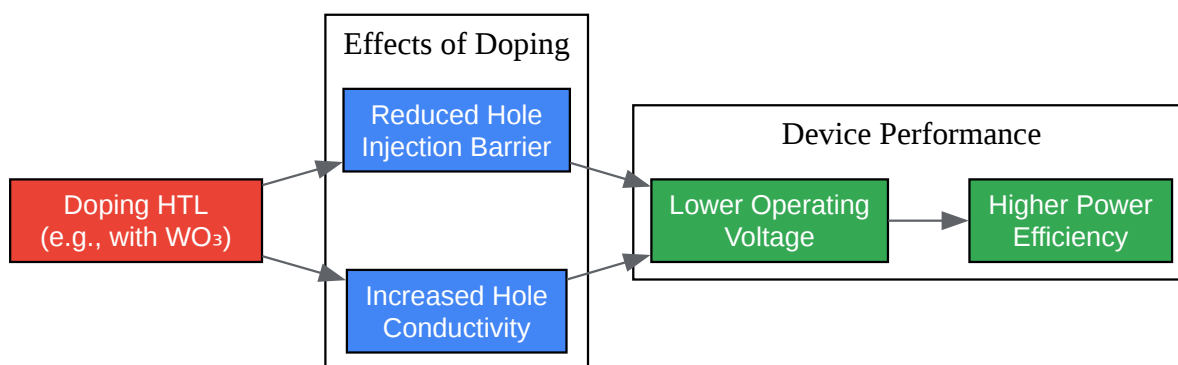 Doping HTL
(e.g., with WO₃)
Effects of Doping
Reduced Hole
Injection Barrier
Increased Hole
Conductivity
Device Performance
Lower Operating
Voltage
Higher Power
Efficiency